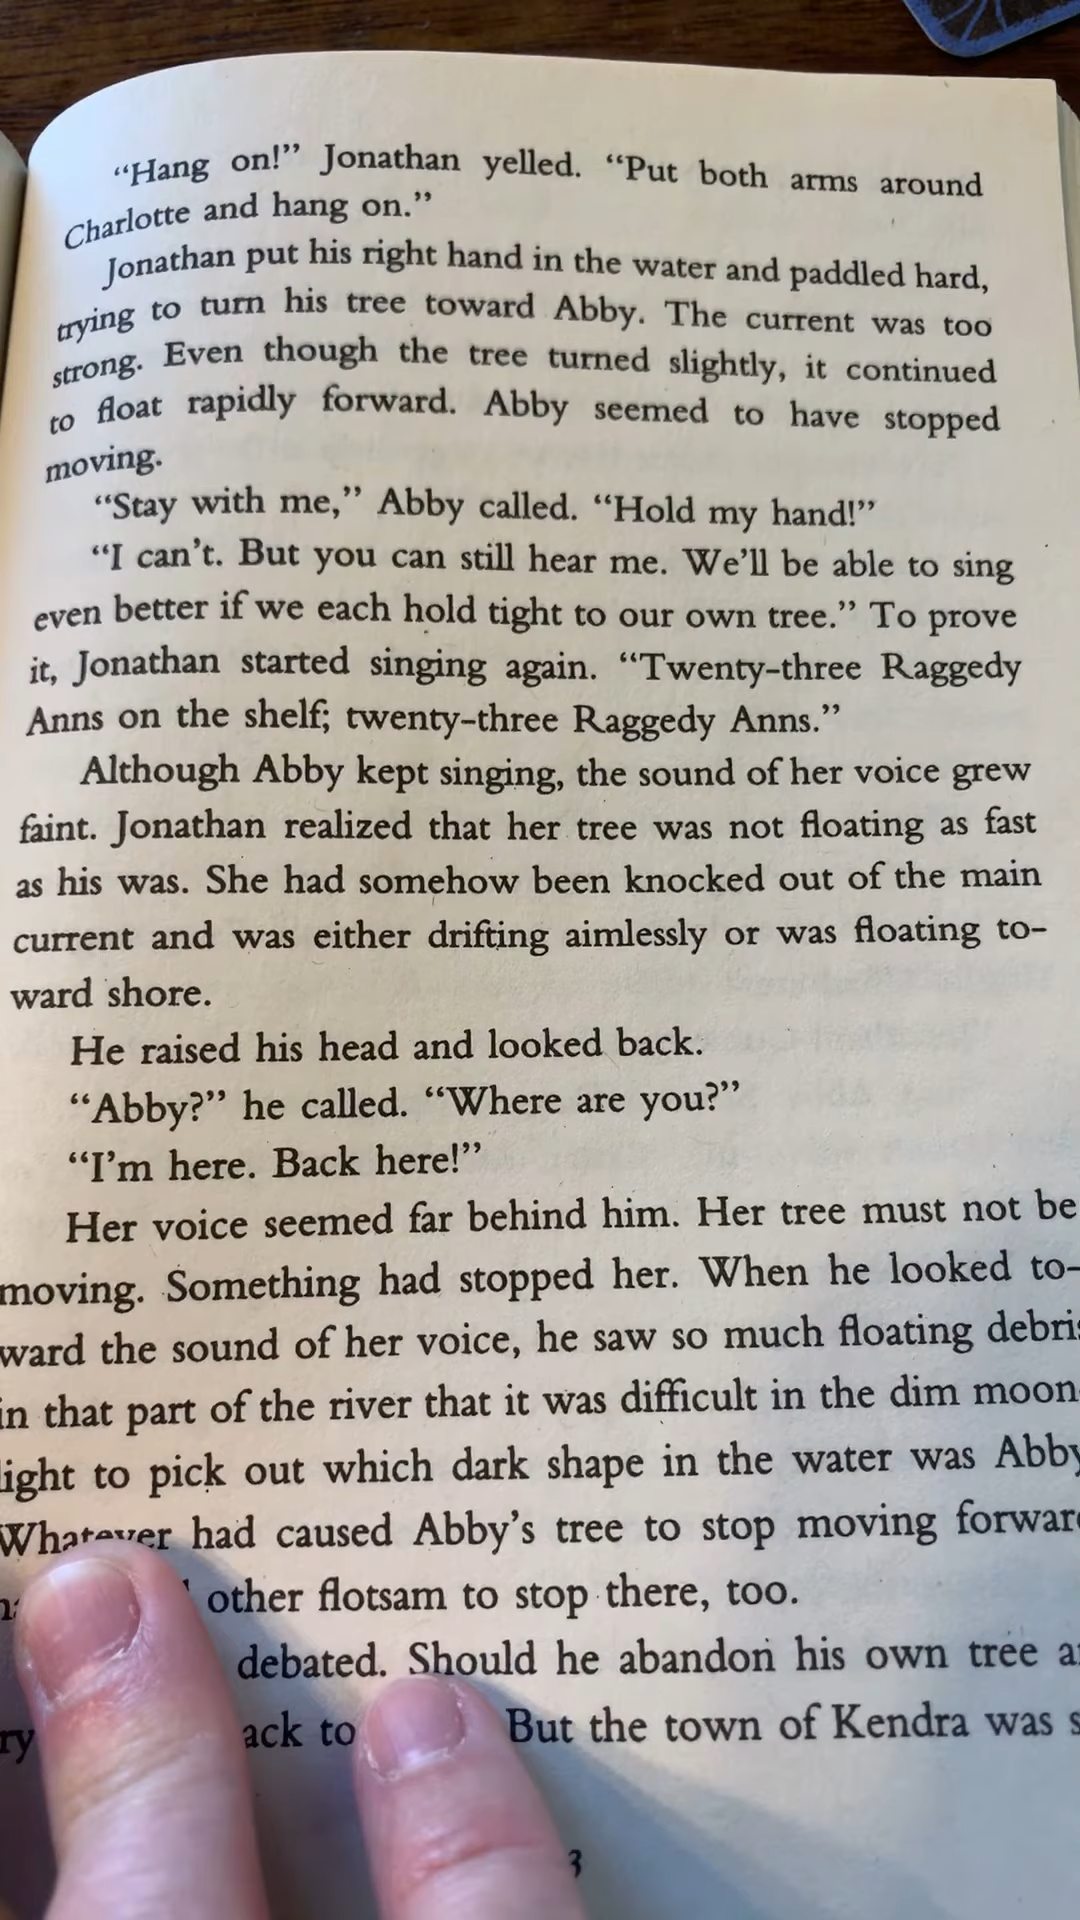 “Hang on!” Jonathan yelled. “Put both arms around
Charlotte and hang on.”
Jonathan put his right hand in the water and paddled hard,
trying to turn his tree toward Abby. The current was too
strong. Even though the tree turned slightly, it continued
to float rapidly forward. Abby seemed to have stopped
moving.
“Stay with me,” Abby called. “Hold my hand!”
“I can’t. But you can still hear me. We’ll be able to sing
even better if we each hold tight to our own tree.” To prove
it, Jonathan started singing again. “Twenty-three Raggedy
Anns on the shelf; twenty-three Raggedy Anns.”
Although Abby kept singing, the sound of her voice grew
faint. Jonathan realized that her tree was not floating as fast
as his was. She had somehow been knocked out of the main
current and was either drifting aimlessly or was floating to-
ward shore.
He raised his head and looked back.
“Abby?” he called. “Where are you?”
“I’m here. Back here!”
Her voice seemed far behind him. Her tree must not be
moving. Something had stopped her. When he looked to-
ward the sound of her voice, he saw so much floating debris
in that part of the river that it was difficult in the dim moon-
light to pick out which dark shape in the water was Abby
Whatever had caused Abby’s tree to stop moving forward
other flotsam to stop there, too.
debated. Should he abandon his own tree
to But the town of Kendra was
3